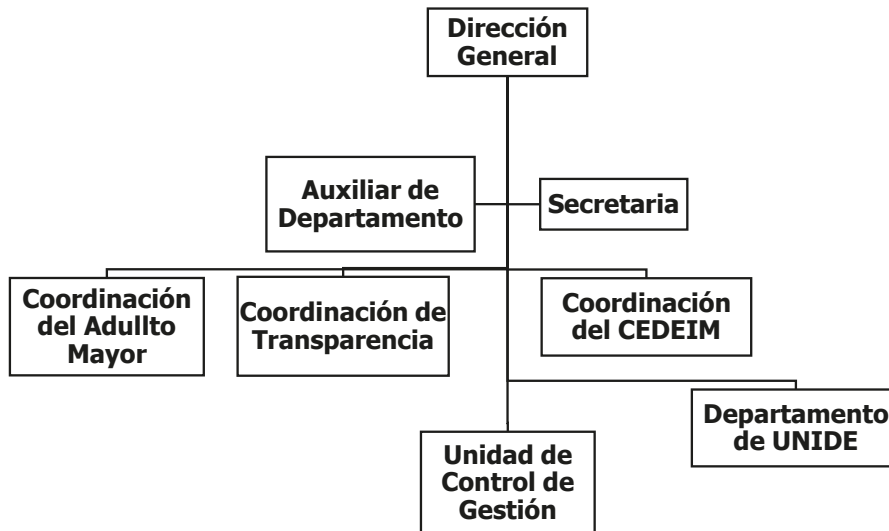 Dirección
General
Auxiliar de
Departamento
Secretaria
Coordinación
del Adullto
Mayor
Coordinación de
Transparencia
Coordinación
del CEDEIM
Departamento
de UNIDE
Unidad de
Control de
Gestión